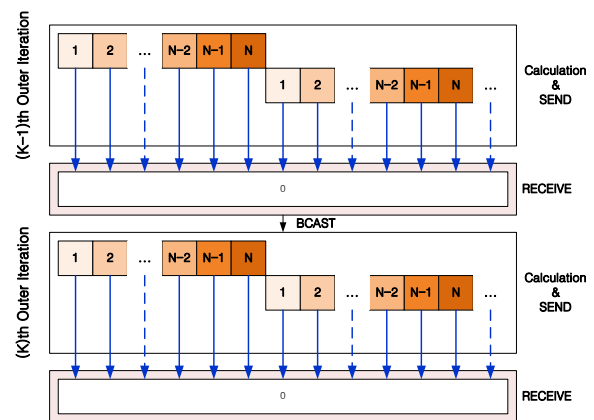 (K-1)th Outer Iteration
1 2 ... N-2 N-1 N
1 2 ... N-2 N-1 N ...
Calculation
&
SEND
0
RECEIVE
BCAST
(K)th Outer Iteration
1 2 ... N-2 N-1 N
1 2 ... N-2 N-1 N ...
Calculation
&
SEND
0
RECEIVE